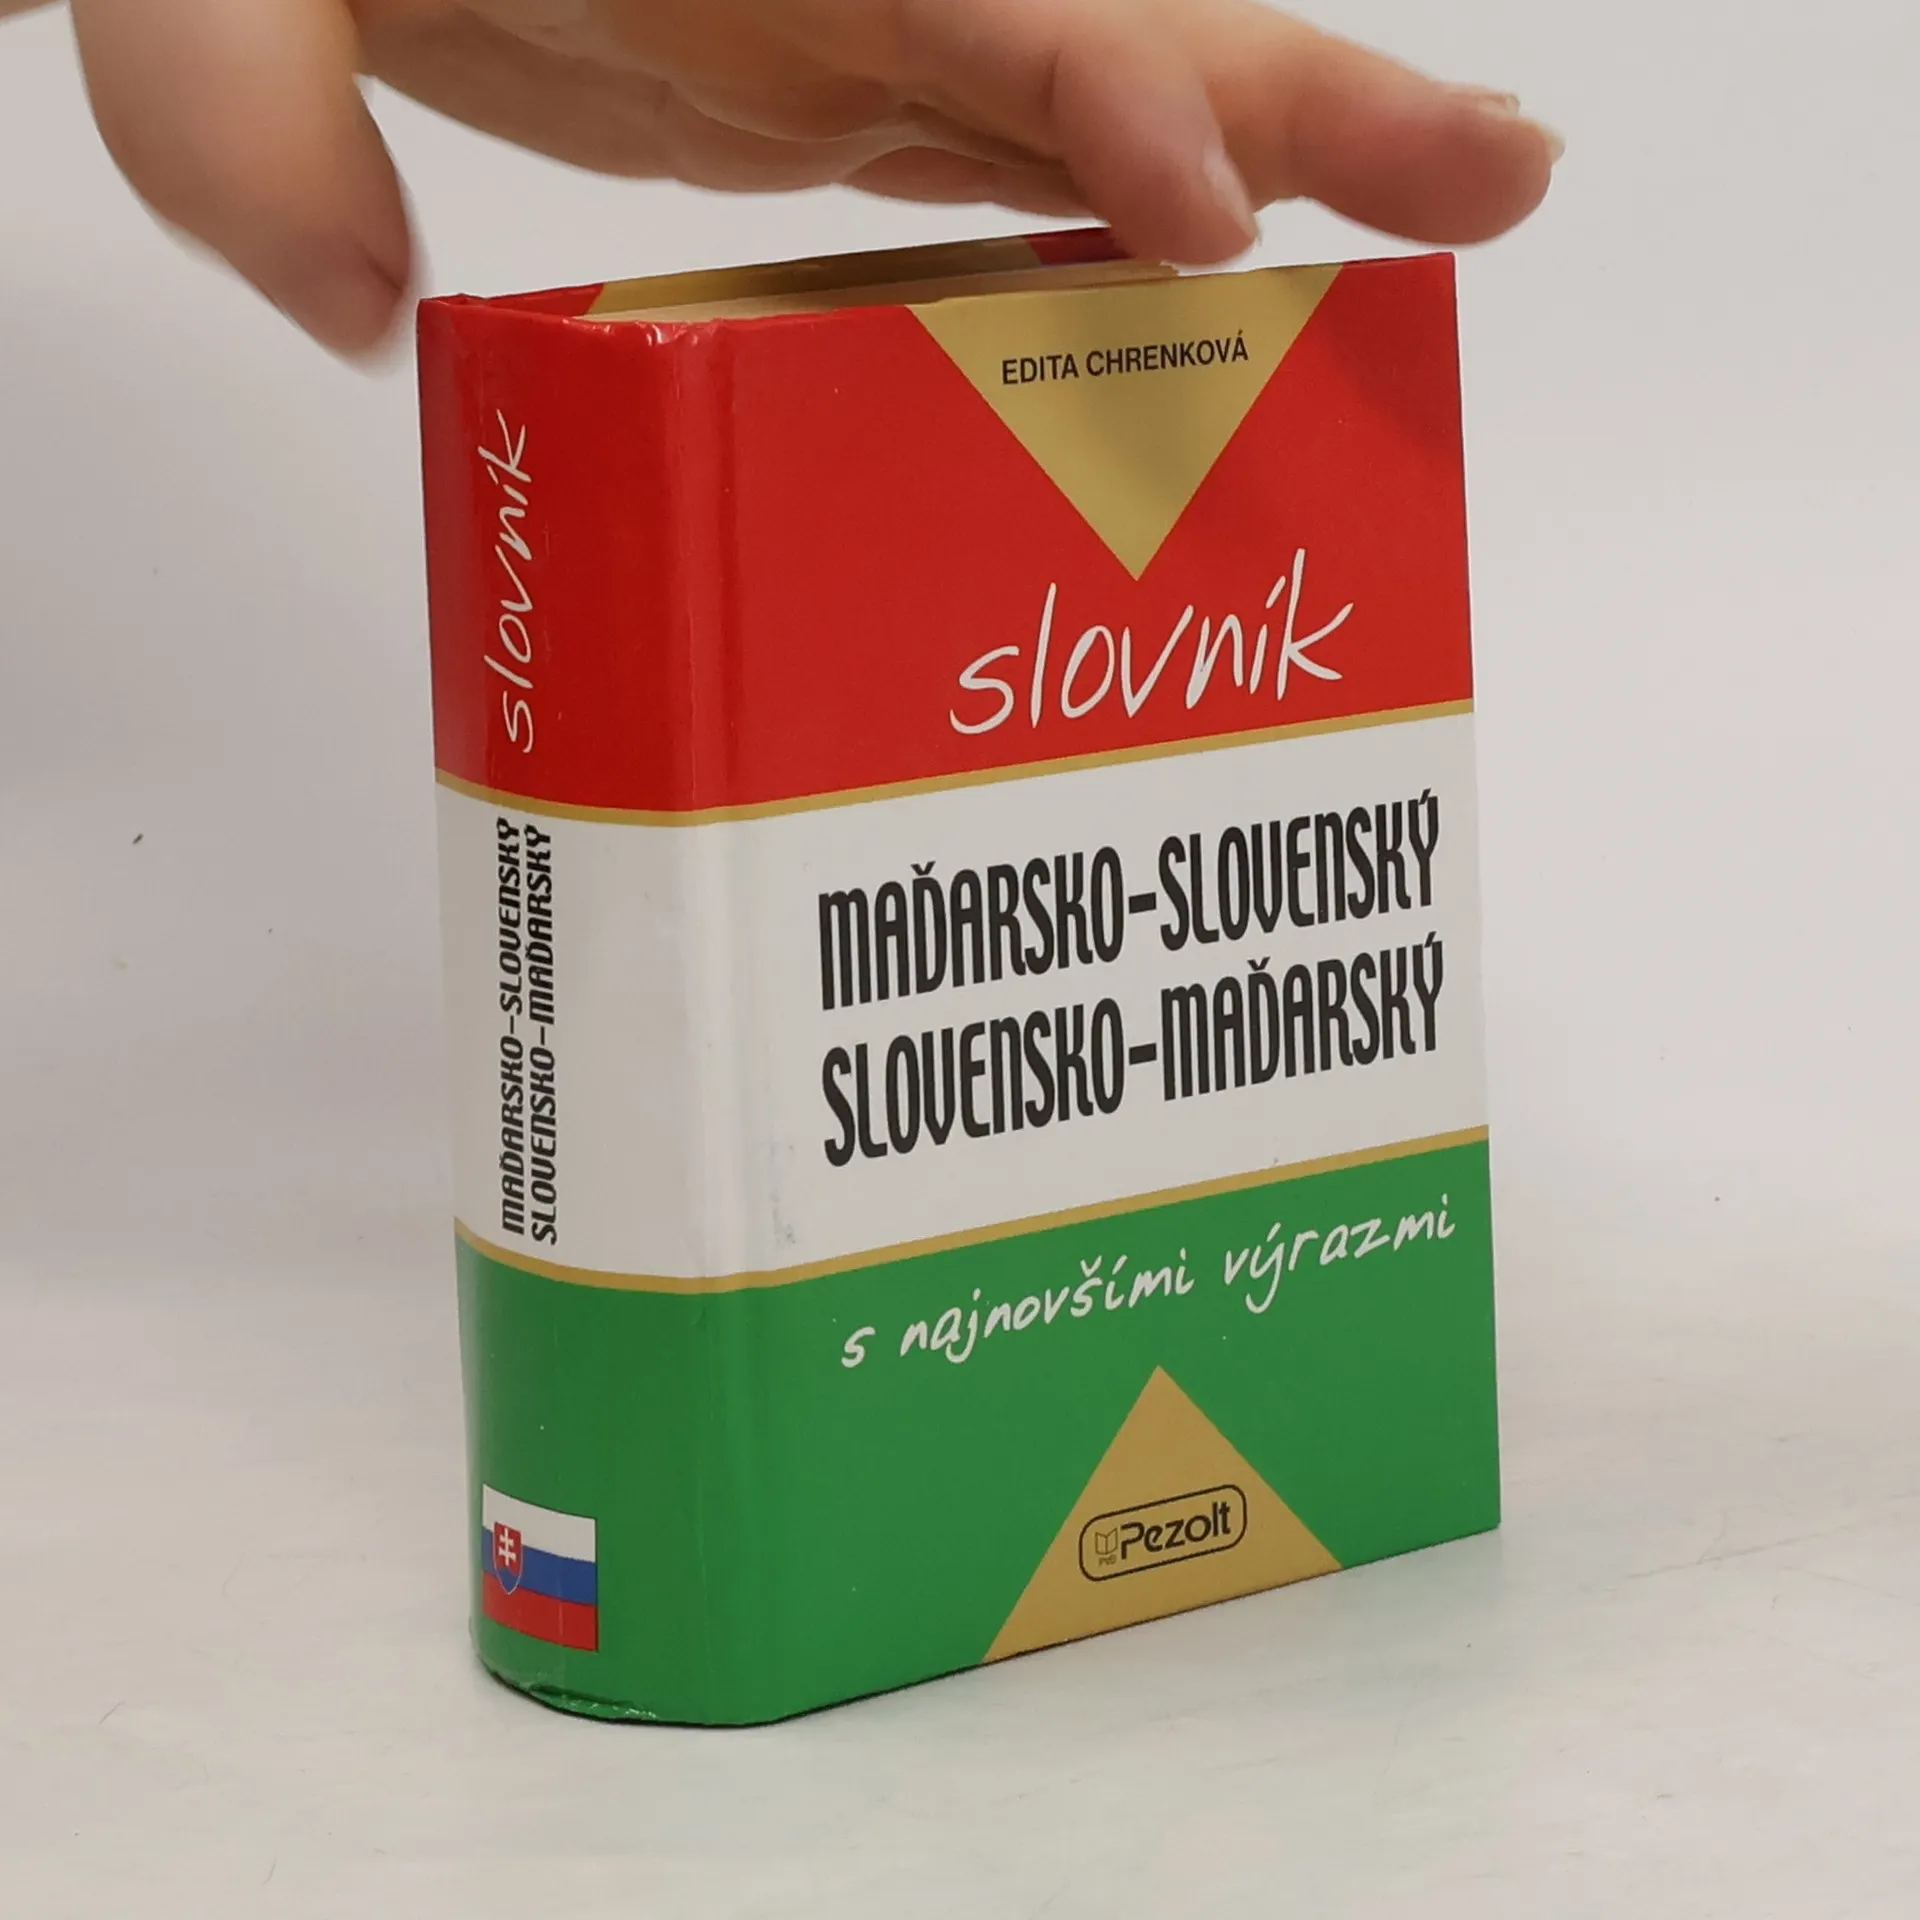 slovník
MAĎARSKO-SLOVENSKÝ
SLOVENSKO-MAĎARSKÝ
EDITA CHRENKOVÁ
slovník
MAĎARSKO-SLOVENSKÝ
SLOVENSKO-MAĎARSKÝ
s najnovšími výrazmi
Pezolt